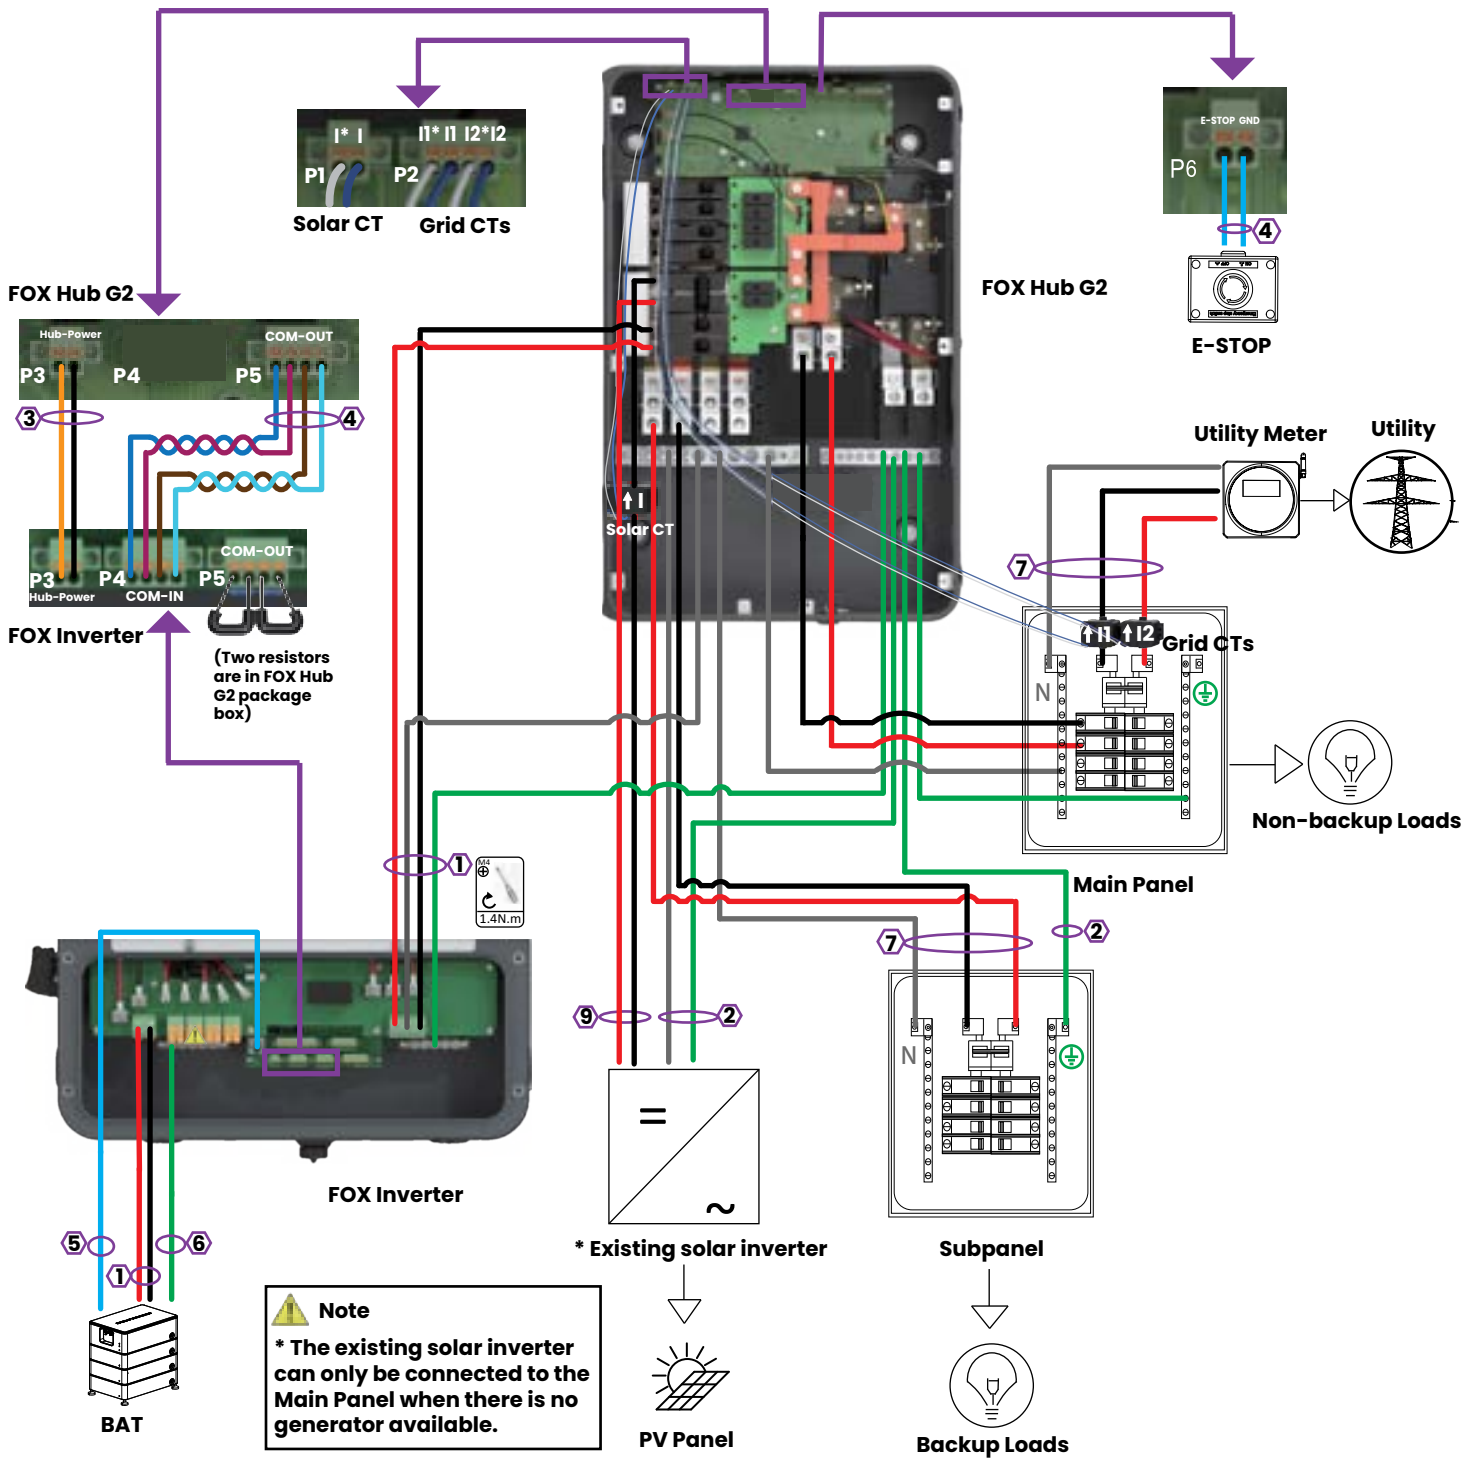 I* I
I1* I1 I2* I2
P1
P2
Solar CT
Grid CTs
E-STOP GND
P6
4
E-STOP
FOX Hub G2
FOX Hub G2
Hub-Power
COM-OUT
P3
P4
P5
3
4
P3
P4
P5
COM-OUT
Hub-Power
COM-IN
FOX Inverter
(Two resistors
are in FOX Hub
G2 package
box)
I
Solar CT
Utility Meter
Utility
7
I1
I2
Grid CTs
N
Non-backup Loads
Main Panel
1
M4
1.4N.m
7
2
9
2
N
FOX Inverter
5
6
1
BAT
=
~
* Existing solar inverter
Subpanel
Note
* The existing solar inverter
can only be connected to the
Main Panel when there is no
generator available.
PV Panel
Backup Loads